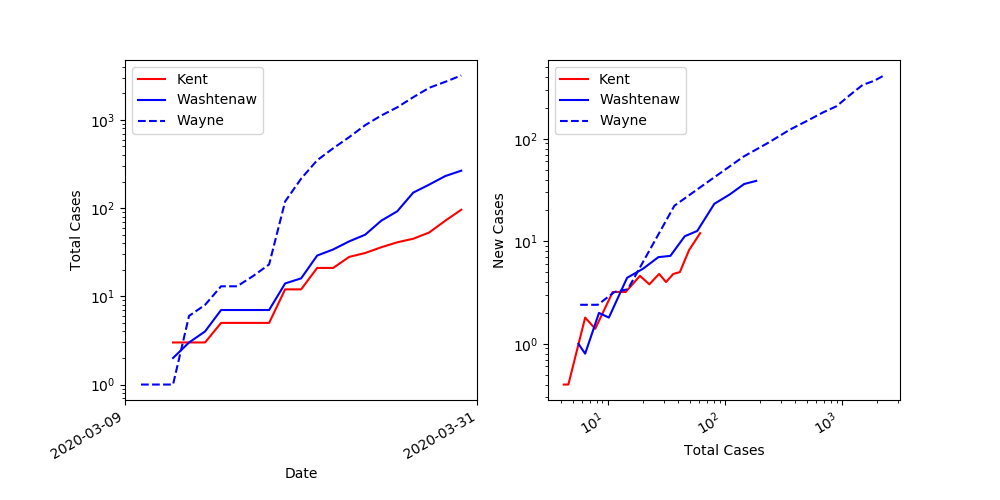 Kent
Washtenaw
Wayne
10³
10²
10¹
10⁰
Total Cases
2020-03-09
2020-03-31
Date
Kent
Washtenaw
Wayne
10²
10¹
10⁰
New Cases
10¹
10²
10³
Total Cases